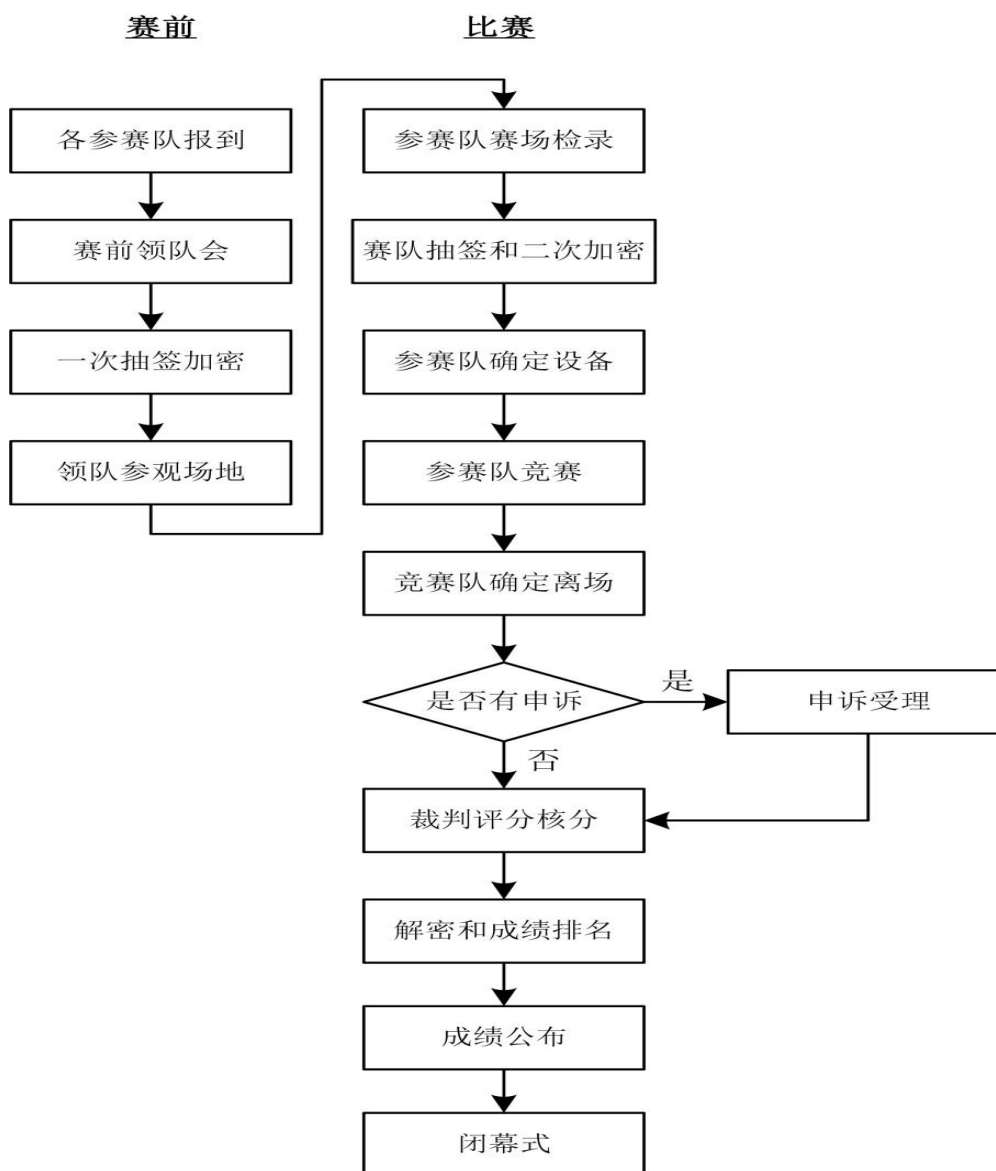 赛前
比赛
各参赛队报到
赛前领队会
一次抽签加密
领队参观场地
参赛队赛场检录
赛队抽签和二次加密
参赛队确定设备
参赛队竞赛
竞赛队确定离场
是否有申诉
是
申诉受理
否
裁判评分核分
解密和成绩排名
成绩公布
闭幕式